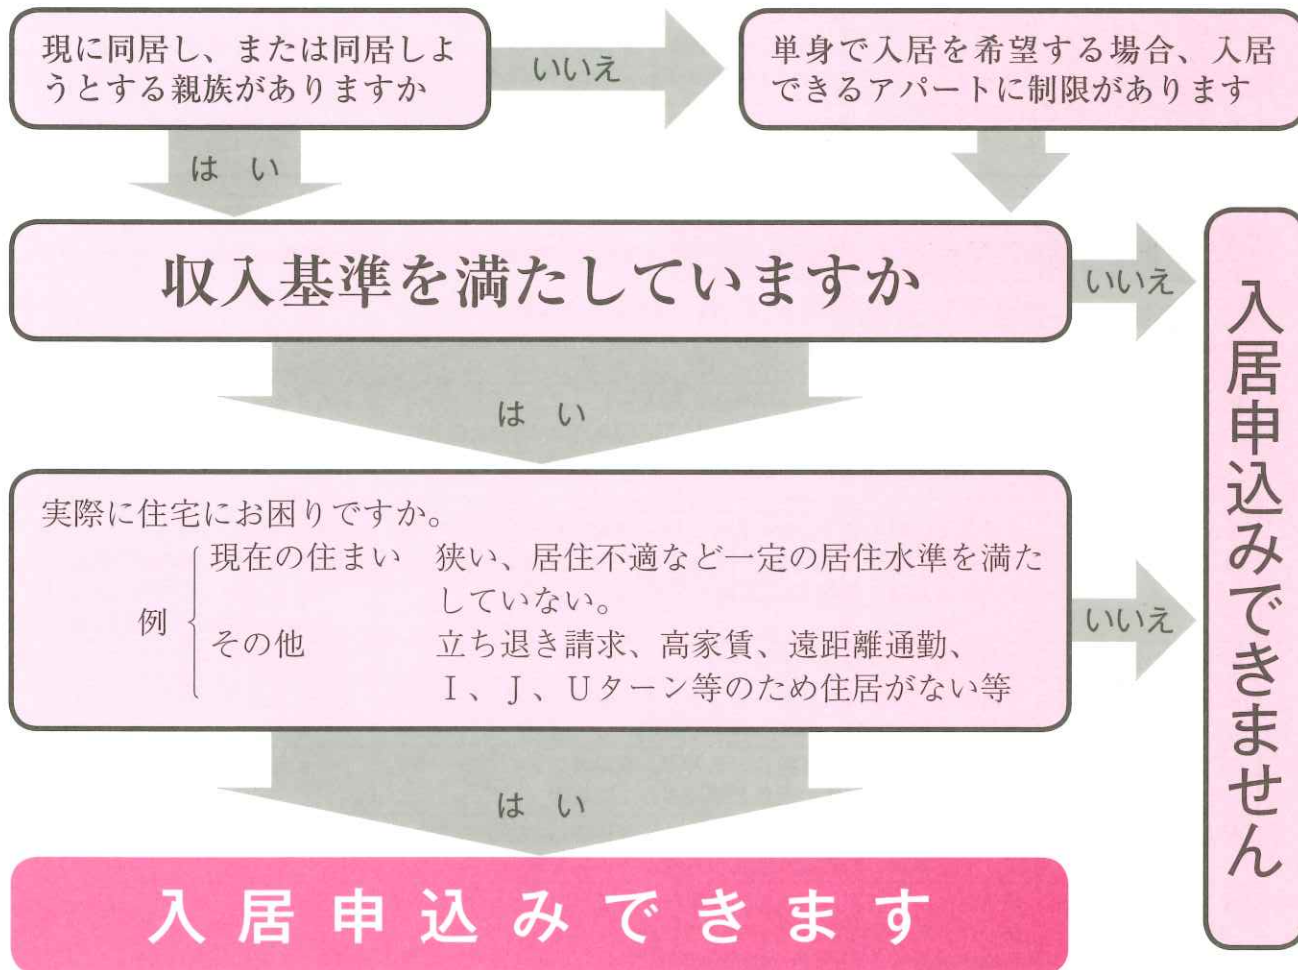 現に同居し、または同居しよ
うとする親族がありますか
いいえ
単身で入居を希望する場合、入居
できるアパートに制限があります
はい
収入基準を満たしていますか
いいえ
はい
実際に住宅にお困りですか。
例
現在の住まい 狭い、居住不適など一定の居住水準を満た
していない。
その他 立ち退き請求、高家賃、遠距離通勤、
Ｉ、Ｊ、Ｕターン等のため住居がない等
いいえ
はい
入居申込みできます
入居申込みできません